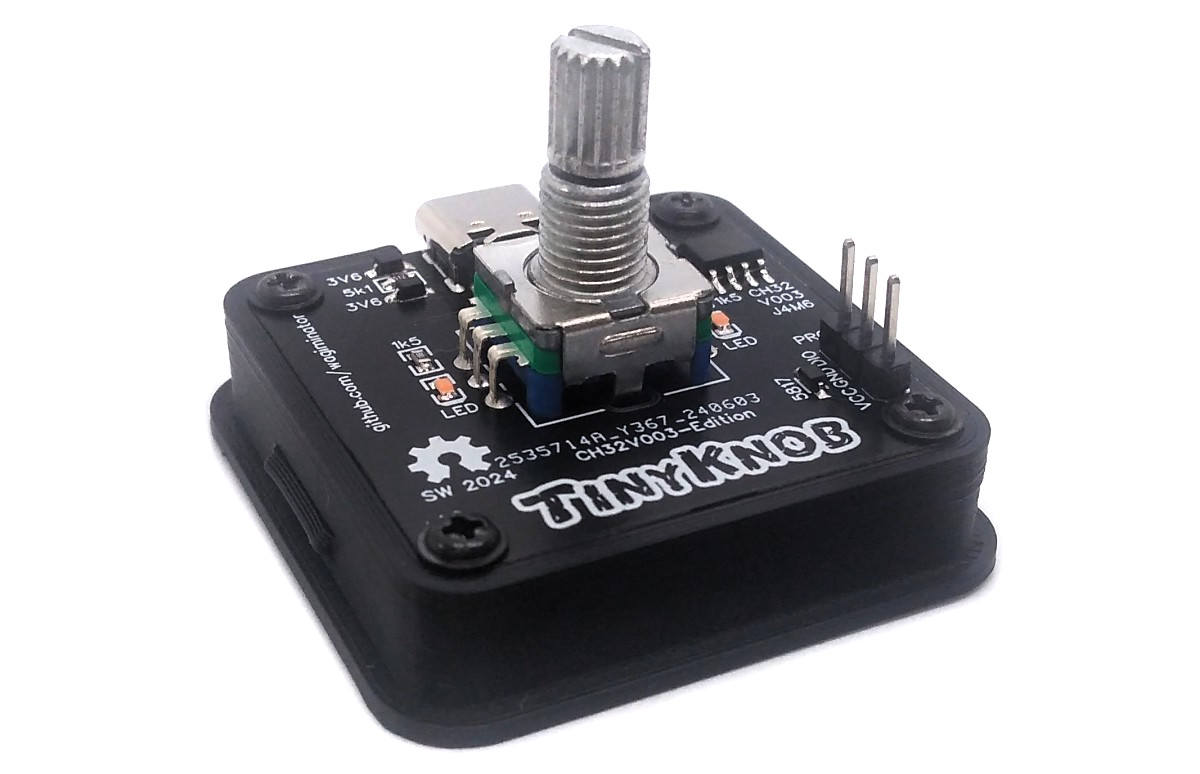 3V6
5k1
3V6
github.com/wagiminator
1k5
LED
1k5
CH32
V003
J4M6
LED
5817
VCC GND DIO
2535714A_Y367_240603
CH32V003-Edition
SW 2024
TINYKNOB